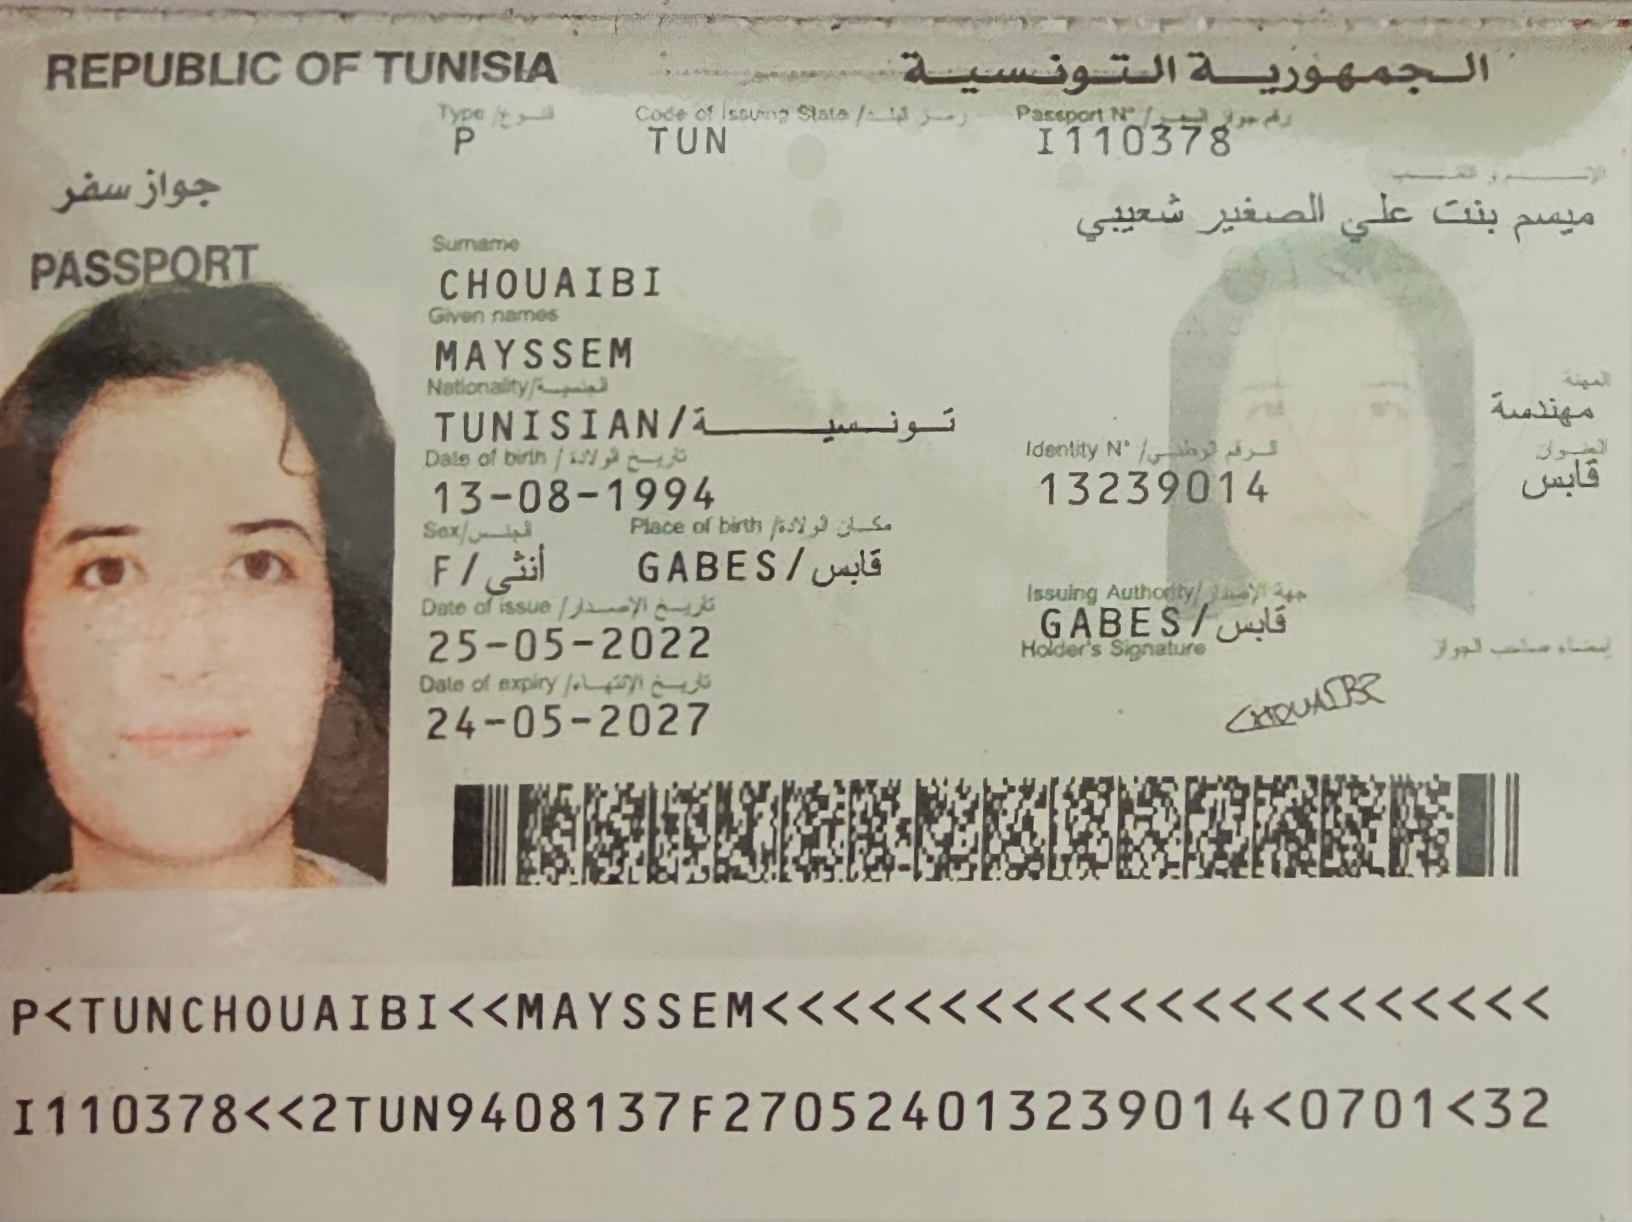 REPUBLIC OF TUNISIA الجمهورية التونسية
Type / النوع Code of Issuing State / رمز البلد Passport N° / رقم جواز السفر
P TUN I110378
جواز سفر
الاسم و اللقب
ميسم بنت علي الصغير شعيبي
PASSPORT
Surname
CHOUAIBI
Given names
MAYSSEM
Nationality/الجنسية
المهنة
مهندسة
TUNISIAN/تونسية
Date of birth / تاريخ الولادة Identity N° / الرقم الوطني العنوان
13-08-1994 13239014 قابس
Sex/الجنس Place of birth / مكان الولادة
F/أنثى GABES/قابس
Date of issue / تاريخ الإصدار Issuing Authority/ جهة الإصدار
25-05-2022 GABES/قابس
Holder's Signature إمضاء صاحب الجواز
Date of expiry / تاريخ الإنتهاء
24-05-2027
P<TUNCHOUAIBI<<MAYSSEM<<<<<<<<<<<<<<<<<<<<<<
I110378<<2TUN9408137F270524013239014<0701<32